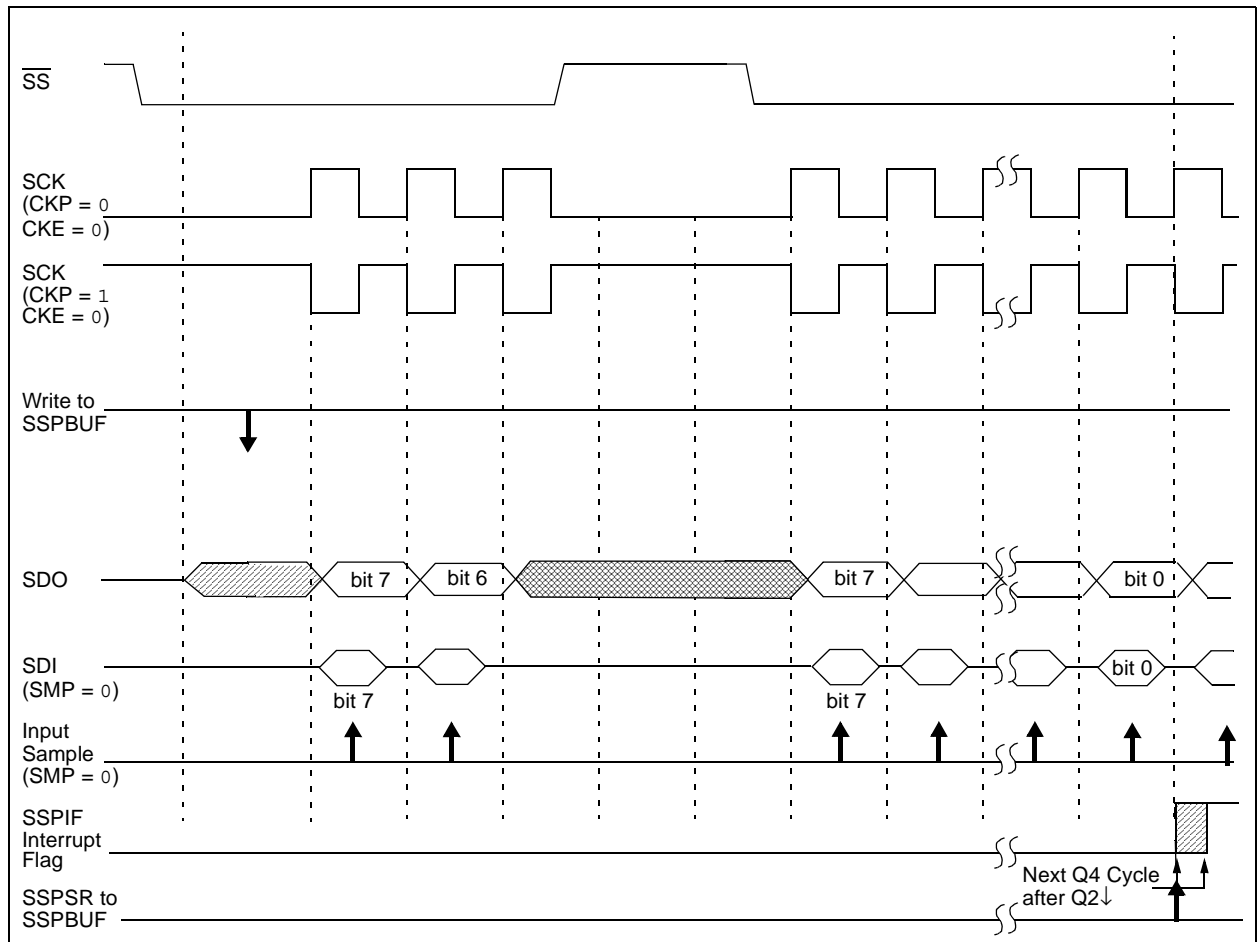 SS
SCK
(CKP = 0
CKE = 0)
SCK
(CKP = 1
CKE = 0)
Write to
SSPBUF
SDO
bit 7
bit 6
bit 7
bit 0
SDI
(SMP = 0)
bit 7
bit 7
bit 0
Input
Sample
(SMP = 0)
SSPIF
Interrupt
Flag
Next Q4 Cycle
after Q2↓
SSPSR to
SSPBUF